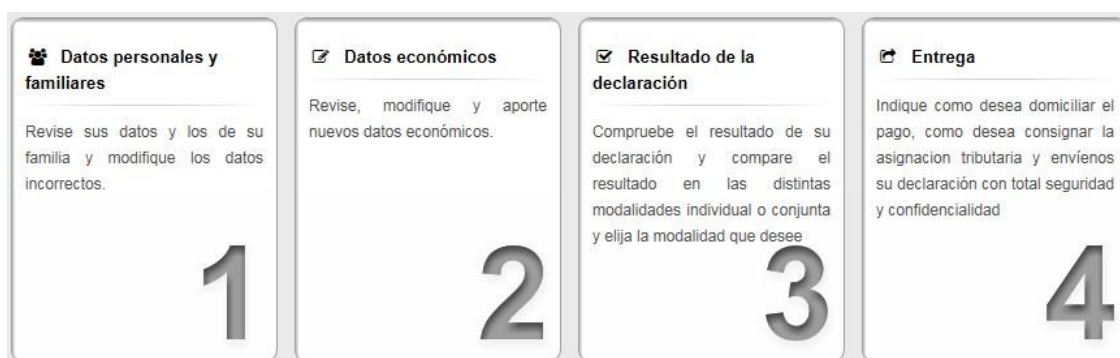 Datos personales y
familiares
Revise sus datos y los de su
familia y modifique los datos
incorrectos.
1
Datos económicos
Revise, modifique y aporte
nuevos datos económicos.
2
Resultado de la
declaración
Compruebe el resultado de su
declaración y compare el
resultado en las distintas
modalidades individual o conjunta
y elija la modalidad que desee
3
Entrega
Indique como desea domiciliar el
pago, como desea consignar la
asignacion tributaria y envíenos
su declaración con total seguridad
y confidencialidad
4